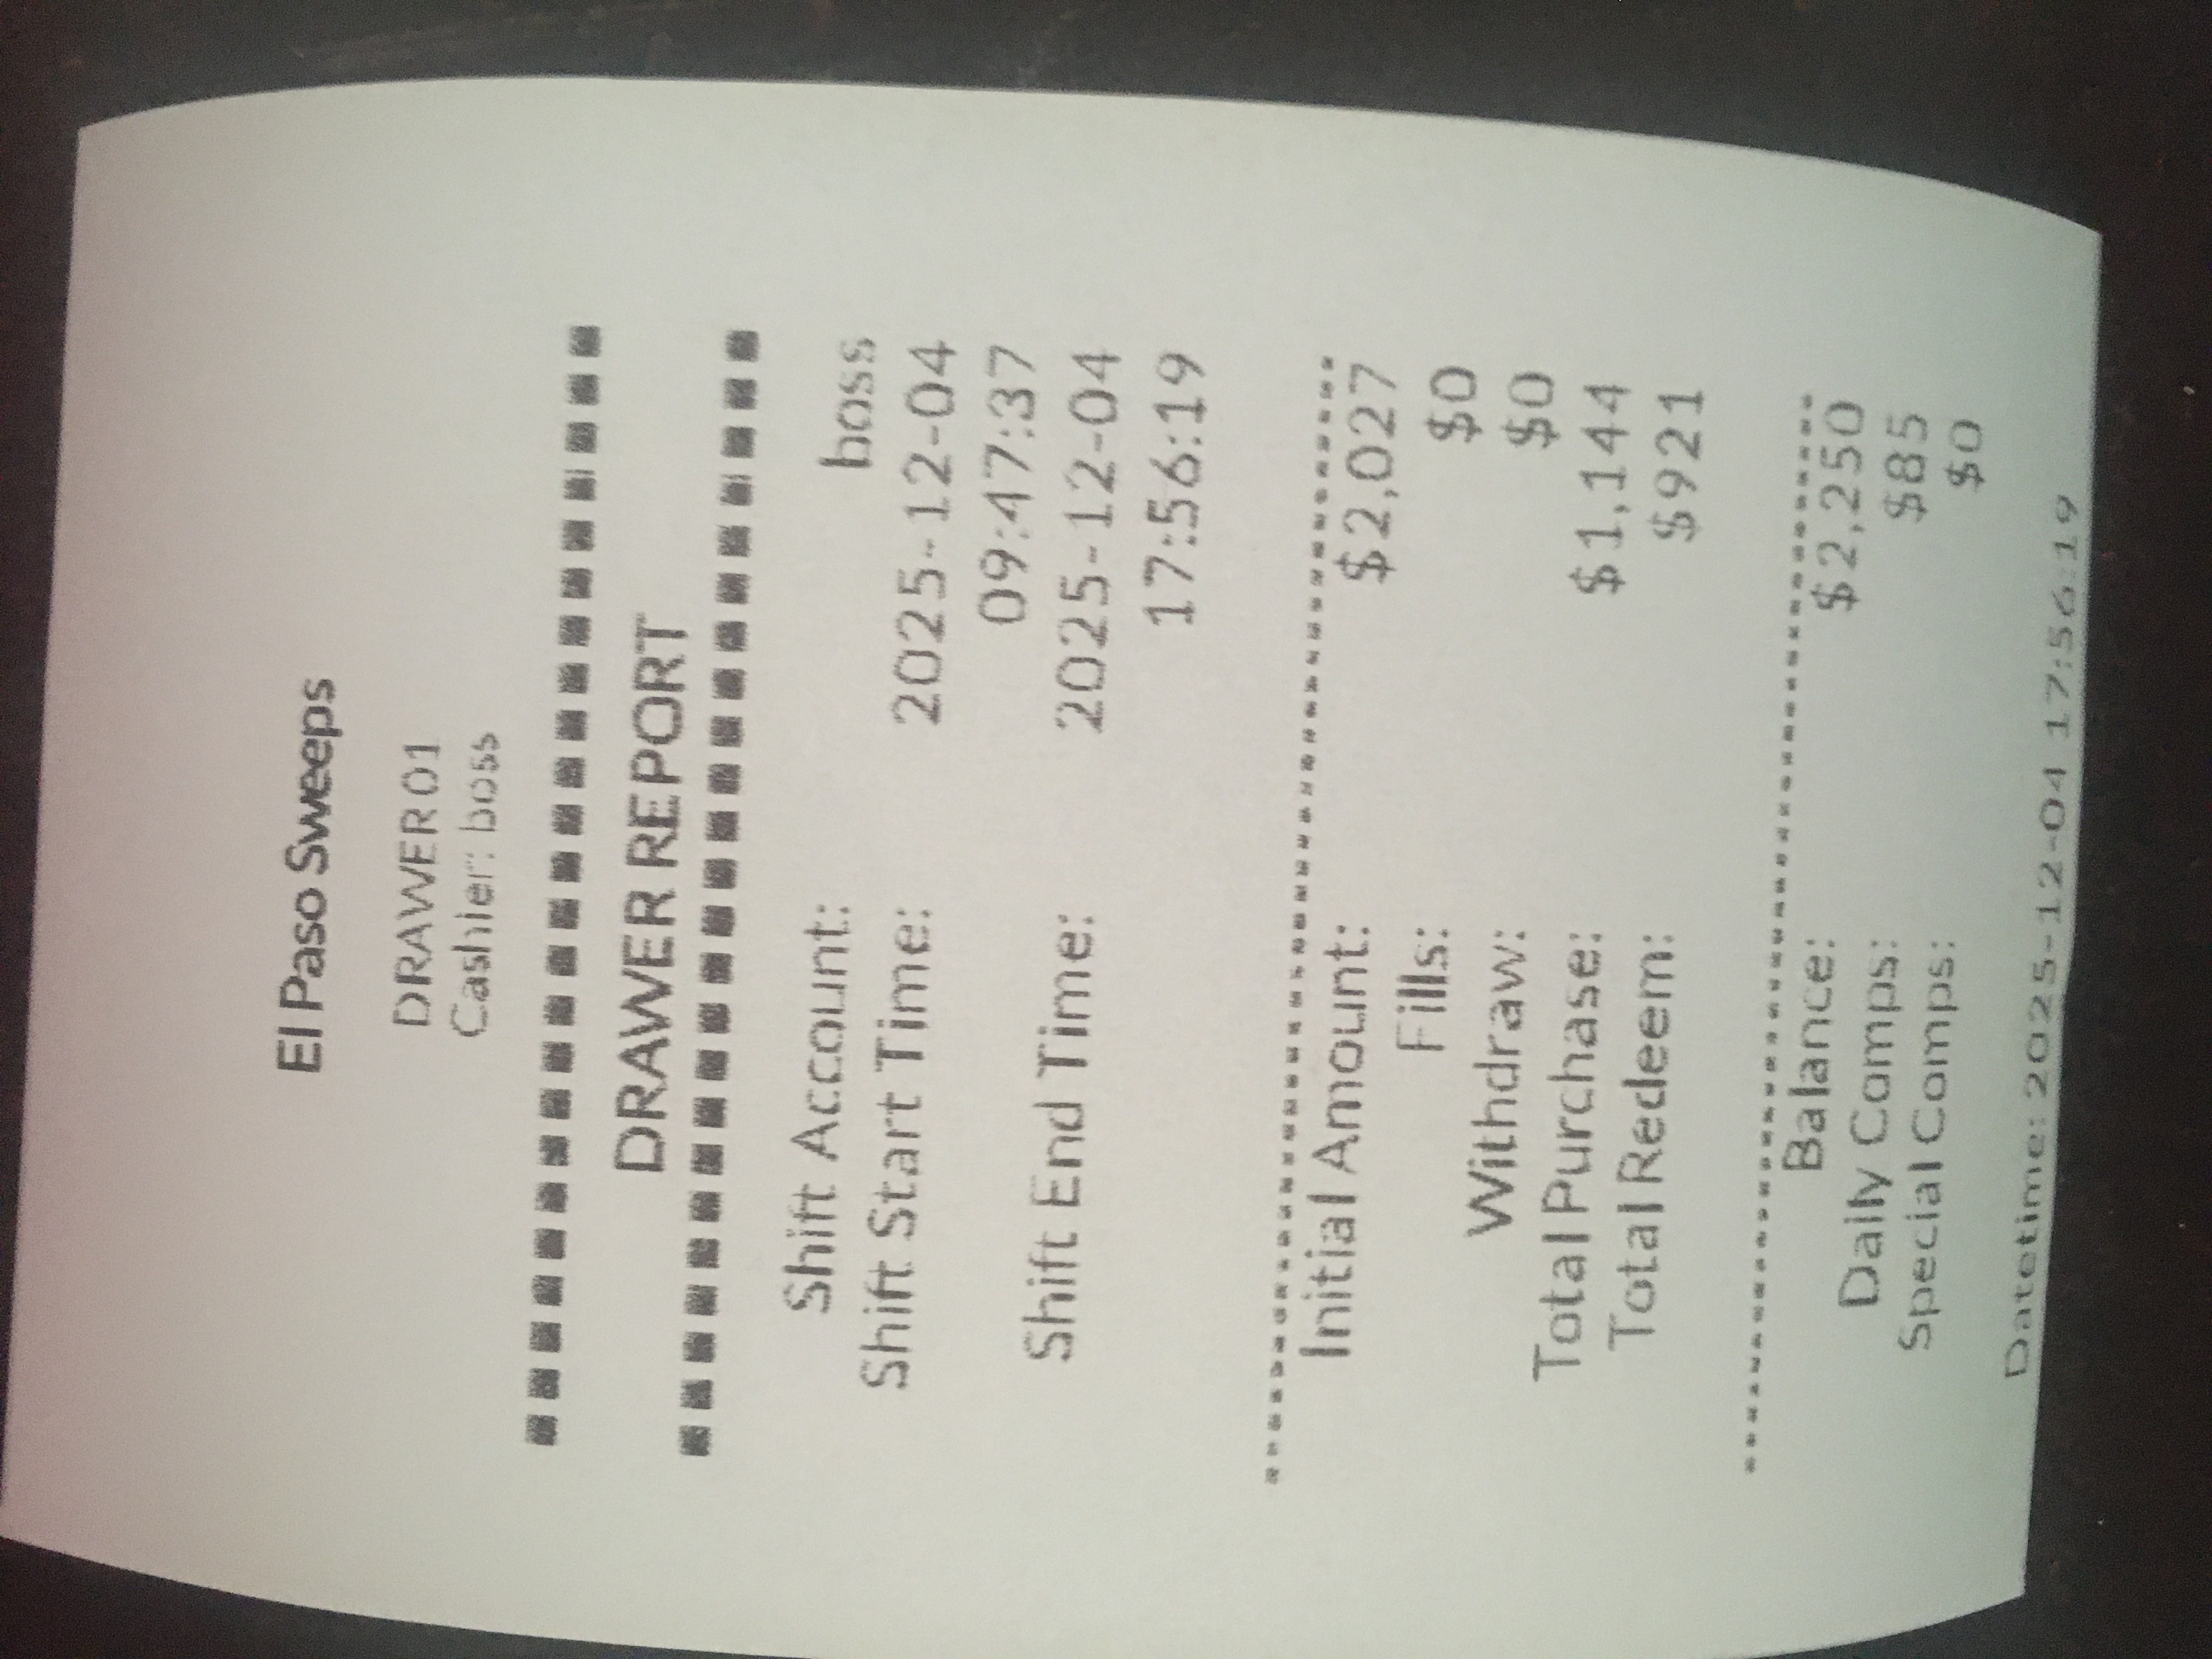 El Paso Sweeps
DRAWER01
Cashier: boss
DRAWER REPORT
Shift Account: boss
Shift Start Time: 2025-12-04
09:47:37
Shift End Time: 2025-12-04
17:56:19
Initial Amount: $2,027
Fills: $0
Withdraw: $0
Total Purchase: $1,144
Total Redeem: $921
Balance: $2,250
Daily Comps: $85
Special Comps: $0
Datetime: 2025-12-04 17:56:19